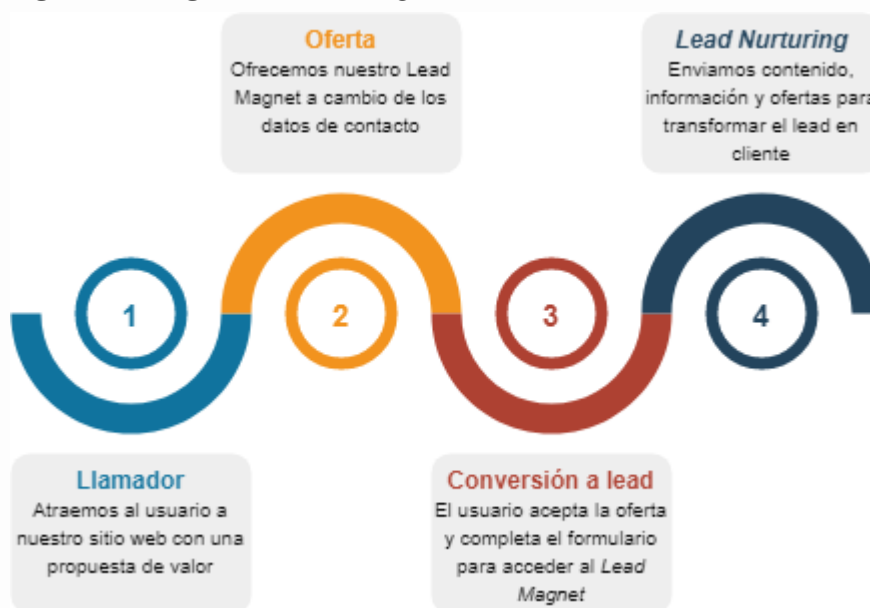 Oferta
Ofrecemos nuestro Lead
Magnet a cambio de los
datos de contacto
Lead Nurturing
Enviamos contenido,
información y ofertas para
transformar el lead en
cliente
1
2
3
4
Llamador
Atraemos al usuario a
nuestro sitio web con una
propuesta de valor
Conversión a lead
El usuario acepta la oferta
y completa el formulario
para acceder al Lead
Magnet